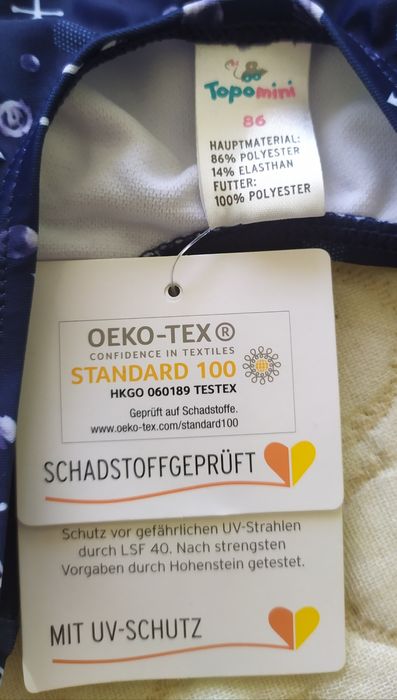 Topomini
86
HAUPTMATERIAL:
86% POLYESTER
14% ELASTHAN
FUTTER:
100% POLYESTER
OEKO-TEX®
CONFIDENCE IN TEXTILES
STANDARD 100
HKGO 060189 TESTEX
Geprüft auf Schadstoffe.
www.oeko-tex.com/standard100
SCHADSTOFFGEPRÜFT
Schutz vor gefährlichen UV-Strahlen
durch LSF 40. Nach strengsten
Vorgaben durch Hohenstein getestet.
MIT UV-SCHUTZ